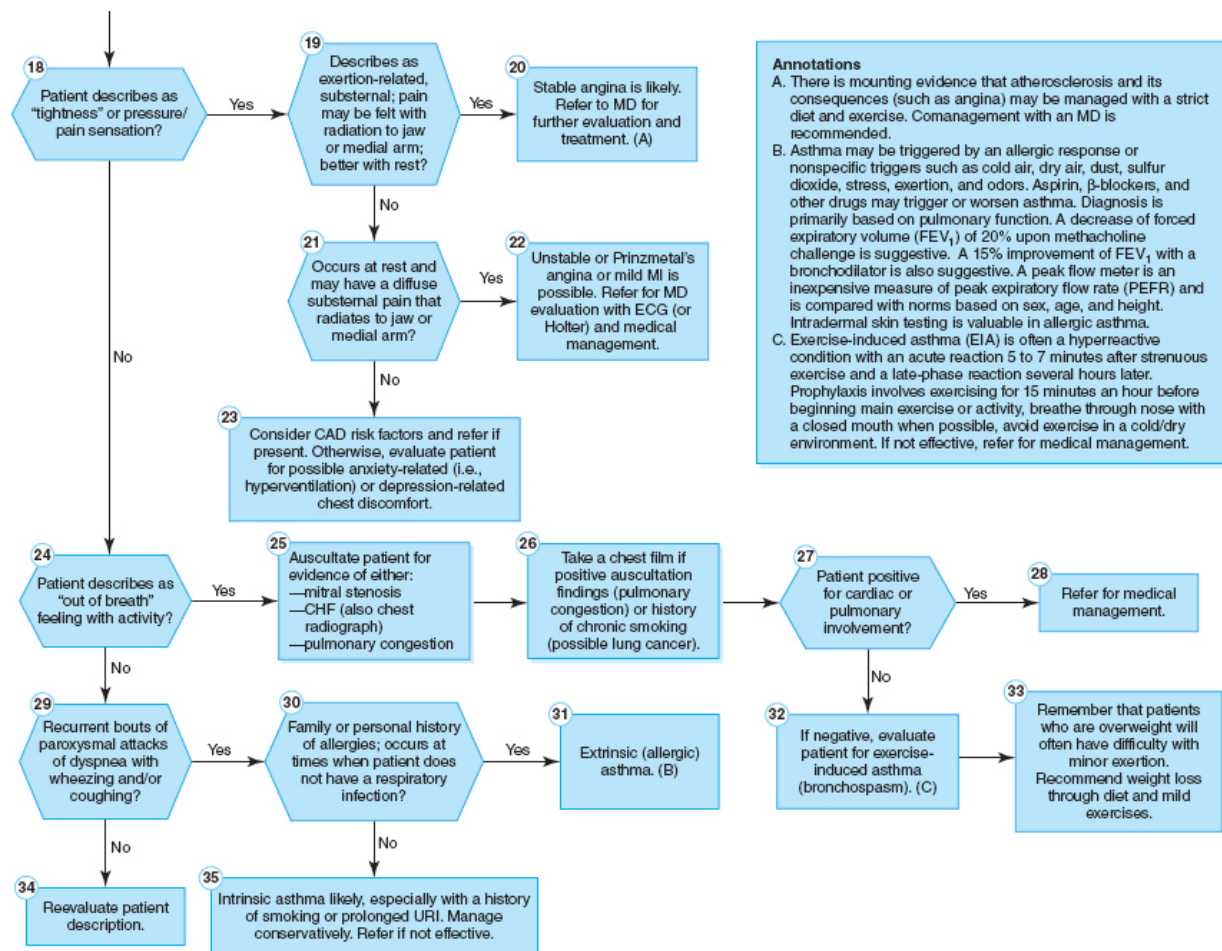 18
Patient describes as
“tightness” or pressure/
pain sensation?
Yes
19
Describes as
exertion-related,
substernal; pain
may be felt with
radiation to jaw
or medial arm;
better with rest?
Yes
20
Stable angina is likely.
Refer to MD for
further evaluation and
treatment. (A)
No
21
Occurs at rest and
may have a diffuse
substernal pain that
radiates to jaw or
medial arm?
Yes
22
Unstable or Prinzmetal’s
angina or mild MI is
possible. Refer for MD
evaluation with ECG (or
Holter) and medical
management.
No
23
Consider CAD risk factors and refer if
present. Otherwise, evaluate patient
for possible anxiety-related (i.e.,
hyperventilation) or depression-related
chest discomfort.
Annotations
A. There is mounting evidence that atherosclerosis and its
consequences (such as angina) may be managed with a strict
diet and exercise. Comanagement with an MD is
recommended.
B. Asthma may be triggered by an allergic response or
nonspecific triggers such as cold air, dry air, dust, sulfur
dioxide, stress, exertion, and odors. Aspirin, β-blockers, and
other drugs may trigger or worsen asthma. Diagnosis is
primarily based on pulmonary function. A decrease of forced
expiratory volume (FEV1) of 20% upon methacholine
challenge is suggestive. A 15% improvement of FEV1 with a
bronchodilator is also suggestive. A peak flow meter is an
inexpensive measure of peak expiratory flow rate (PEFR) and
is compared with norms based on sex, age, and height.
Intradermal skin testing is valuable in allergic asthma.
C. Exercise-induced asthma (EIA) is often a hyperreactive
condition with an acute reaction 5 to 7 minutes after strenuous
exercise and a late-phase reaction several hours later.
Prophylaxis involves exercising for 15 minutes an hour before
beginning main exercise or activity, breathe through nose with
a closed mouth when possible, avoid exercise in a cold/dry
environment. If not effective, refer for medical management.
No
24
Patient describes as
“out of breath”
feeling with activity?
Yes
25
Auscultate patient for
evidence of either:
—mitral stenosis
—CHF (also chest
radiograph)
—pulmonary congestion
26
Take a chest film if
positive auscultation
findings (pulmonary
congestion) or history
of chronic smoking
(possible lung cancer).
27
Patient positive
for cardiac or
pulmonary
involvement?
Yes
28
Refer for medical
management.
No
No
29
Recurrent bouts of
paroxysmal attacks
of dyspnea with
wheezing and/or
coughing?
Yes
30
Family or personal history
of allergies; occurs at
times when patient does
not have a respiratory
infection?
Yes
31
Extrinsic (allergic)
asthma. (B)
32
If negative, evaluate
patient for exercise-
induced asthma
(bronchospasm). (C)
33
Remember that patients
who are overweight will
often have difficulty with
minor exertion.
Recommend weight loss
through diet and mild
exercises.
No
34
Reevaluate patient
description.
No
35
Intrinsic asthma likely, especially with a history
of smoking or prolonged URI. Manage
conservatively. Refer if not effective.